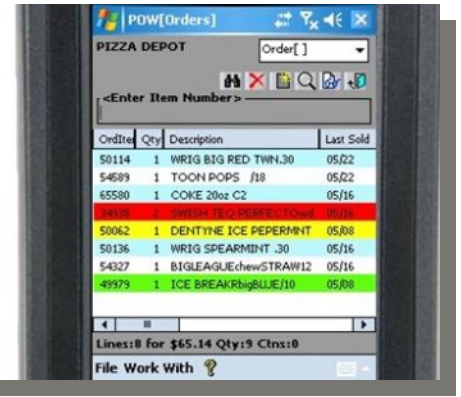 POW[Orders]
PIZZA DEPOT Order[ ]
<Enter Item Number>
OrdIte Qty Description Last Sold
50114 1 WRIG BIG RED TWN.30 05/22
54589 1 TOON POPS /18 05/22
65580 1 COKE 20oz C2 05/16
34938 2 SWISH TEQ PERFECTOwd 05/16
50062 1 DENTYNE ICE PEPERMNT 05/08
50136 1 WRIG SPEARMINT .30 05/16
54327 1 BIGLEAGUEchewSTRAW12 05/16
49979 1 ICE BREAKRbigBLUE/10 05/08
Lines:8 for $65.14 Qty:9 Ctns:0
File Work With